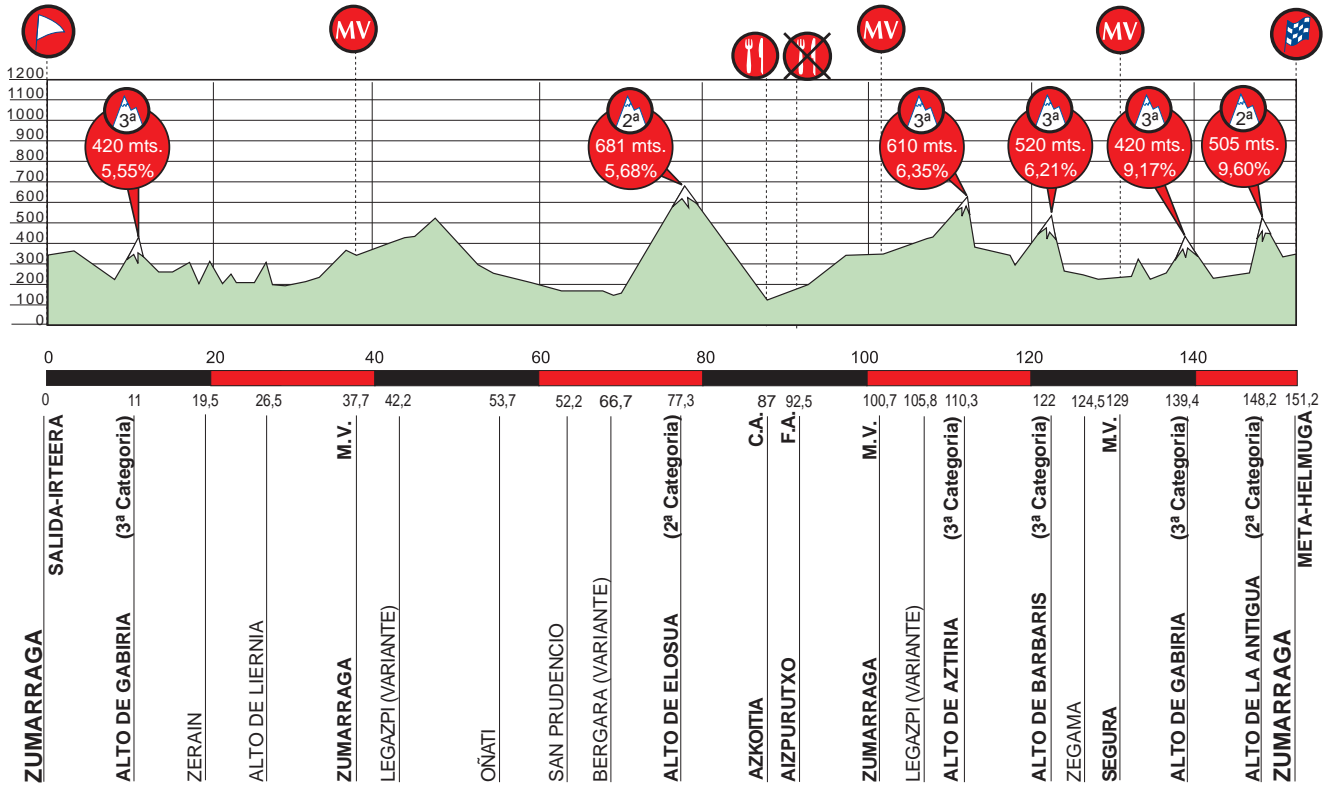 MV
MV
MV
1200
1100
1000
900
800
700
600
500
400
300
200
100
0
3ª
420 mts.
5,55%
2ª
681 mts.
5,68%
3ª
610 mts.
6,35%
3ª
520 mts.
6,21%
3ª
420 mts.
9,17%
2ª
505 mts.
9,60%
0 20 40 60 80 100 120 140
0 11 19,5 26,5 37,7 42,2 53,7 52,2 66,7 77,3 87 92,5 100,7 105,8 110,3 122 124,5 129 139,4 148,2 151,2
ZUMARRAGA
SALIDA-IRTEERA
ALTO DE GABIRIA (3ª Categoria)
ZERAIN
ALTO DE LIERNIA
ZUMARRAGA M.V.
LEGAZPI (VARIANTE)
OÑATI
SAN PRUDENCIO
BERGARA (VARIANTE)
ALTO DE ELOSUA (2ª Categoria)
AZKOITIA C.A.
AIZPURUTXO F.A.
ZUMARRAGA M.V.
LEGAZPI (VARIANTE)
ALTO DE AZTIRIA (3ª Categoria)
ALTO DE BARBARIS (3ª Categoria)
ZEGAMA
SEGURA M.V.
ALTO DE GABIRIA (3ª Categoria)
ALTO DE LA ANTIGUA (2ª Categoria)
ZUMARRAGA
META-HELMUGA